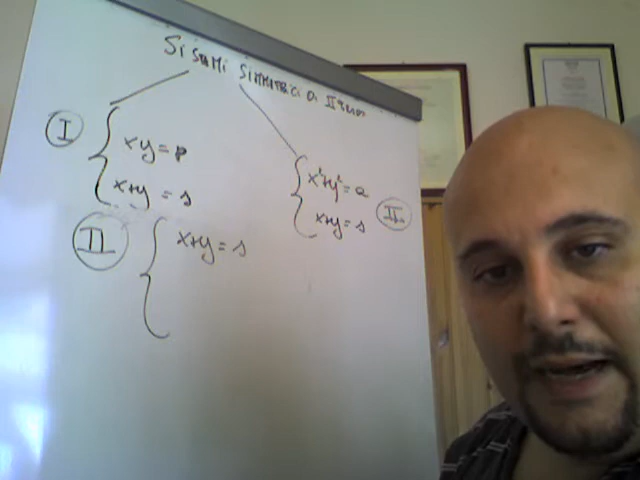 Sistemi simmetrici di II grado
I
xy = p
x+y = s
x²+y² = a
x+y = s
II
II
x+y = s